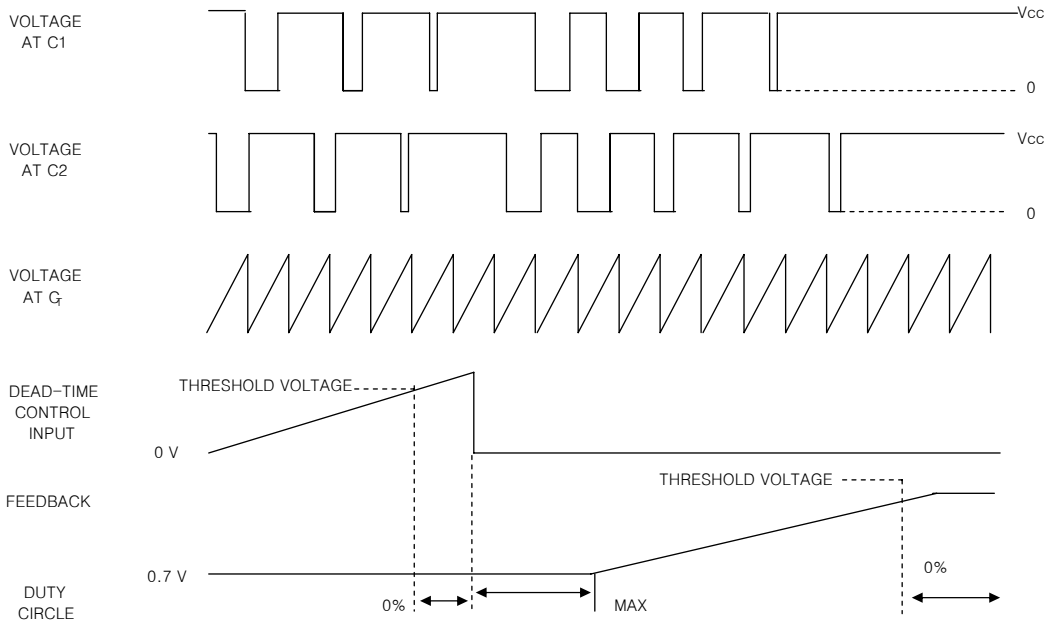 VOLTAGE
AT C1
Vcc
0
VOLTAGE
AT C2
Vcc
0
VOLTAGE
AT CT
DEAD-TIME
CONTROL
INPUT
THRESHOLD VOLTAGE
0 V
FEEDBACK
THRESHOLD VOLTAGE
0.7 V
DUTY
CIRCLE
0%
MAX
0%